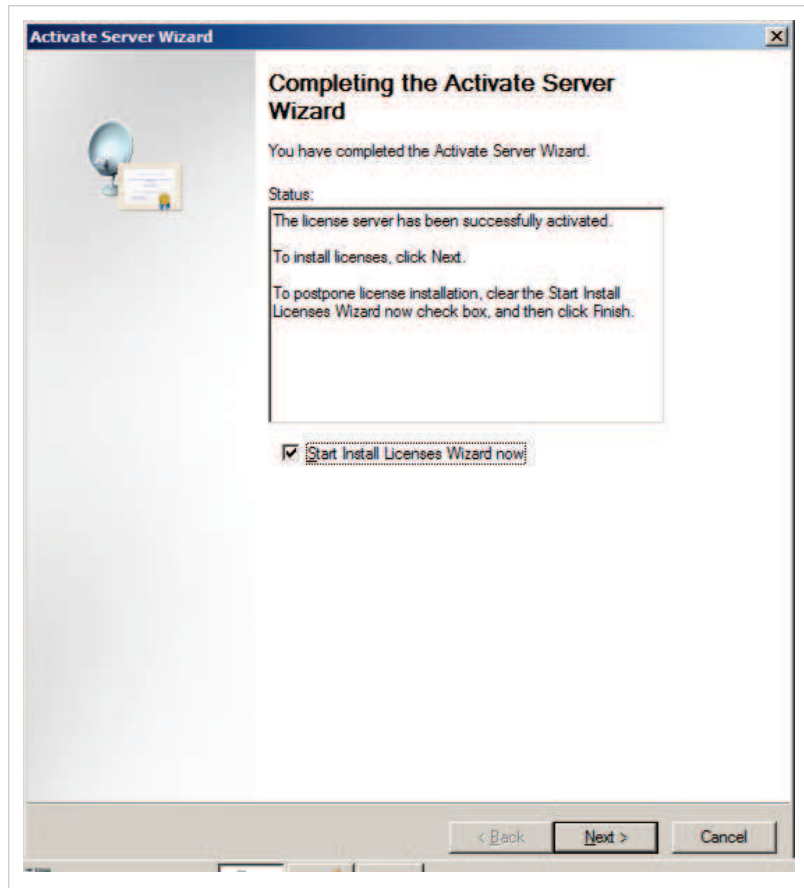 Activate Server Wizard
Completing the Activate Server
Wizard
You have completed the Activate Server Wizard.
Status:
The license server has been successfully activated.
To install licenses, click Next.
To postpone license installation, clear the Start Install
Licenses Wizard now check box, and then click Finish.
Start Install Licenses Wizard now
< Back
Next >
Cancel